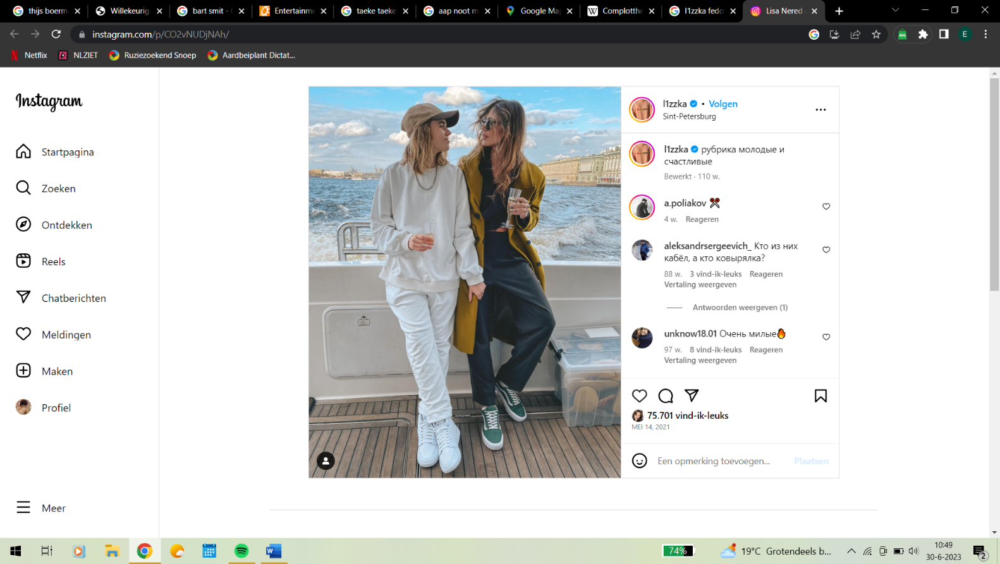 thijs boerm
Willekeurig
bart smit - G
Entertainme
taeke taeke
aap noot m
Google Map
Complotthe
l1zzka fedo
Lisa Nered
instagram.com/p/CO2vNUDjNAh/
E
Netflix
NLZIET
Ruziezoekend Snoep
Aardbeiplant Dictat...
Instagram
Startpagina
Zoeken
Ontdekken
Reels
Chatberichten
Meldingen
Maken
Profiel
Meer
l1zzka • Volgen
Sint-Petersburg
l1zzka рубрика молодые и
счастливые
Bewerkt · 110 w.
a.poliakov
4 w. Reageren
aleksandrsergeevich_ Кто из них
кабёл, а кто ковырялка?
88 w. 3 vind-ik-leuks Reageren
Vertaling weergeven
Antwoorden weergeven (1)
unknow18.01 Очень милые🔥
97 w. 8 vind-ik-leuks Reageren
Vertaling weergeven
75.701 vind-ik-leuks
MEI 14, 2021
Een opmerking toevoegen... Plaatsen
74%
19°C Grotendeels b...
10:49
30-6-2023
2